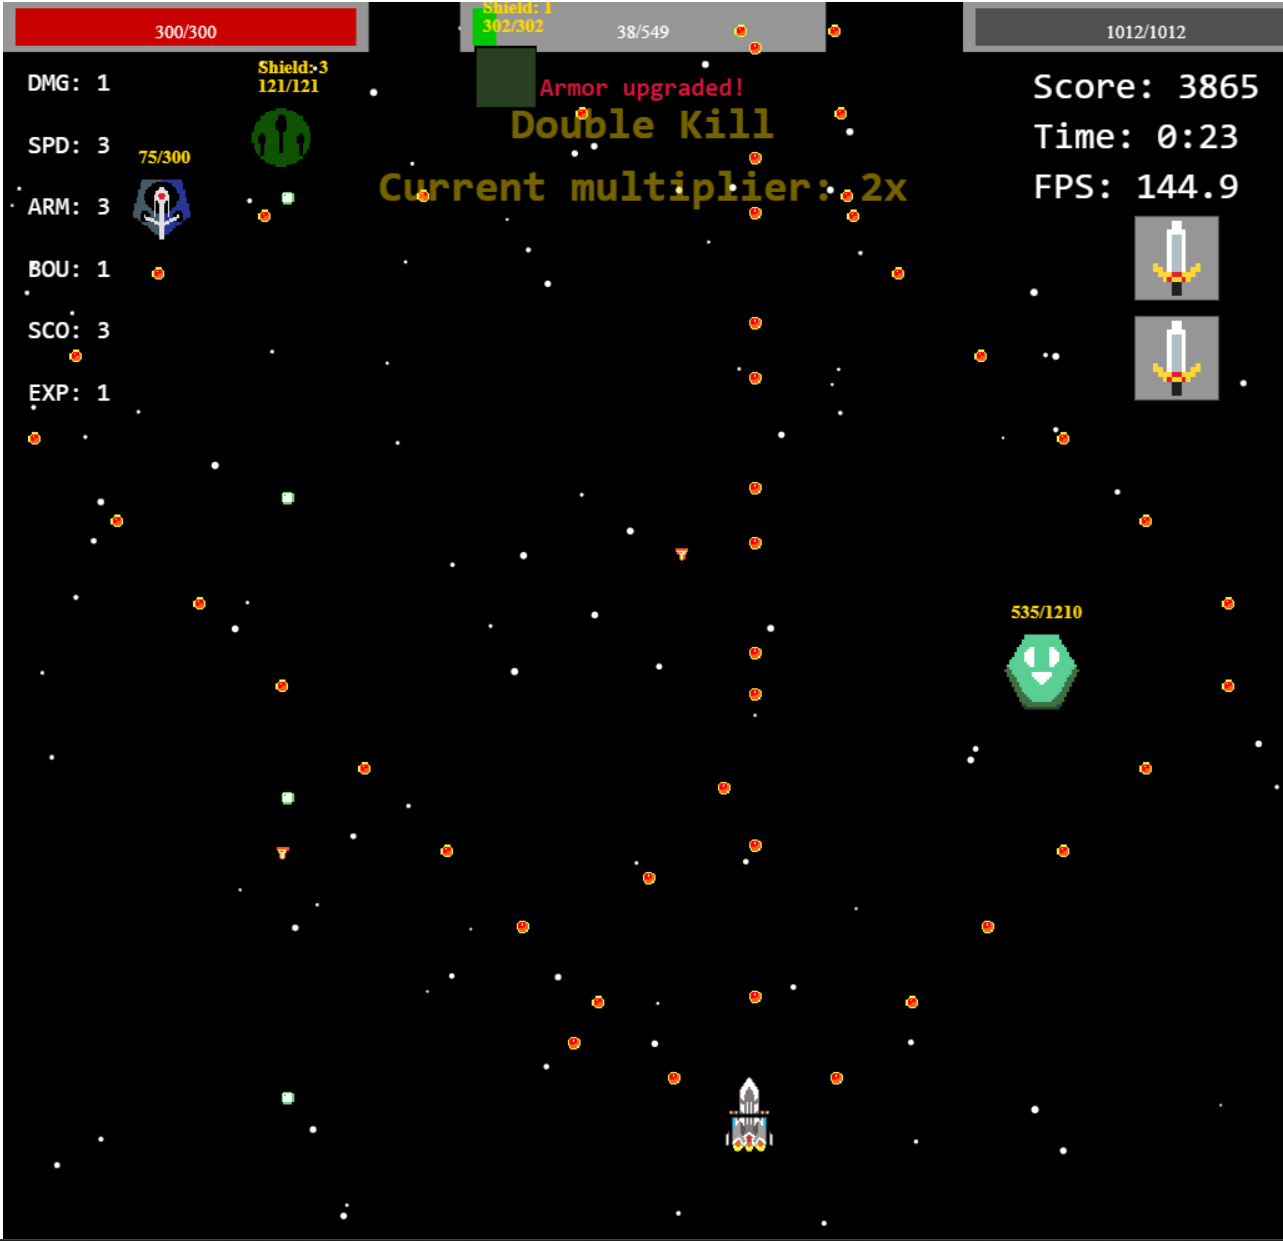 300/300
Shield: 1
302/302
38/549
1012/1012
DMG: 1
Shield: 3
121/121
Armor upgraded!
Score: 3865
Double Kill
Time: 0:23
SPD: 3
75/300
Current multiplier: 2x
FPS: 144.9
ARM: 3
BOU: 1
SCO: 3
EXP: 1
535/1210